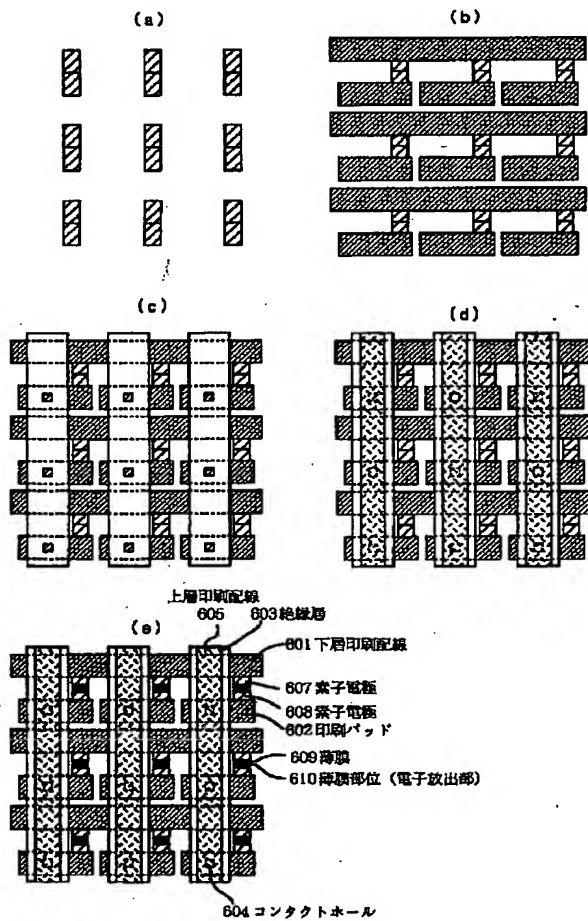 (a)
(b)
(c)
(d)
(e)
上層印刷配線
605
603絶縁層
601下層印刷配線
607素子電極
608素子電極
602印刷パッド
609薄膜
610薄膜部位（電子放出部）
604コンタクトホール